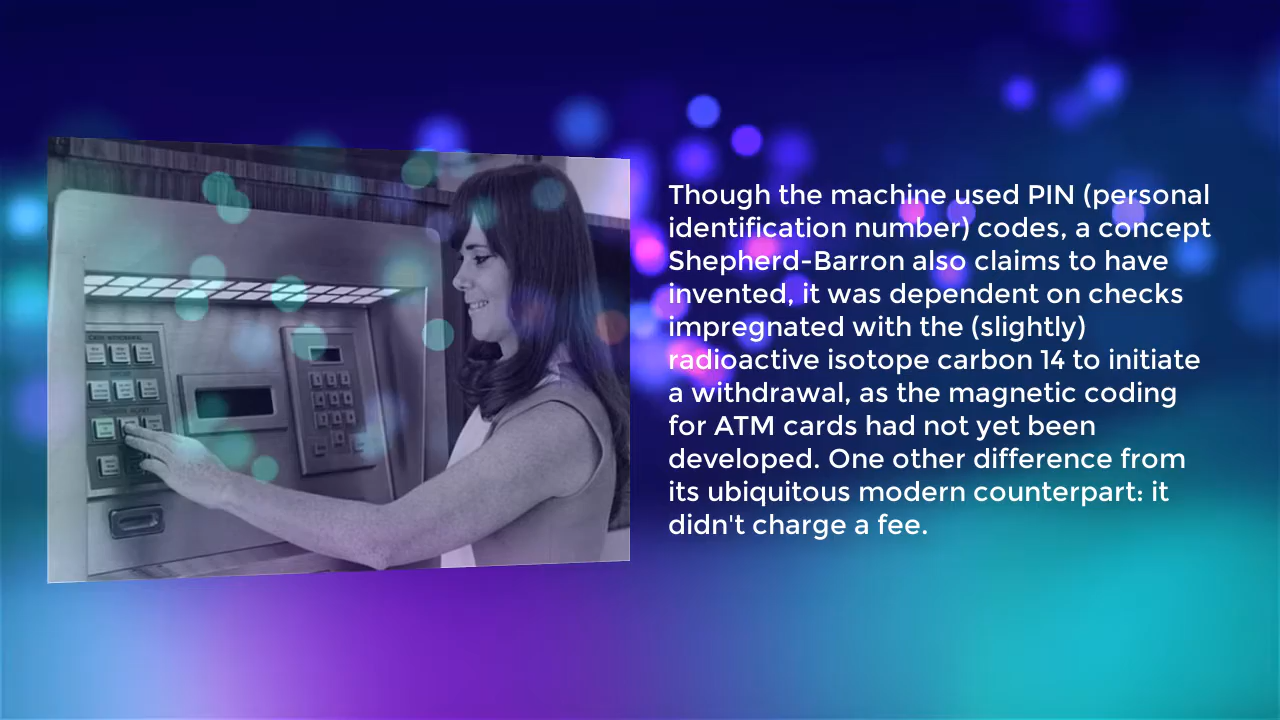 Though the machine used PIN (personal
identification number) codes, a concept
Shepherd-Barron also claims to have
invented, it was dependent on checks
impregnated with the (slightly)
radioactive isotope carbon 14 to initiate
a withdrawal, as the magnetic coding
for ATM cards had not yet been
developed. One other difference from
its ubiquitous modern counterpart: it
didn't charge a fee.